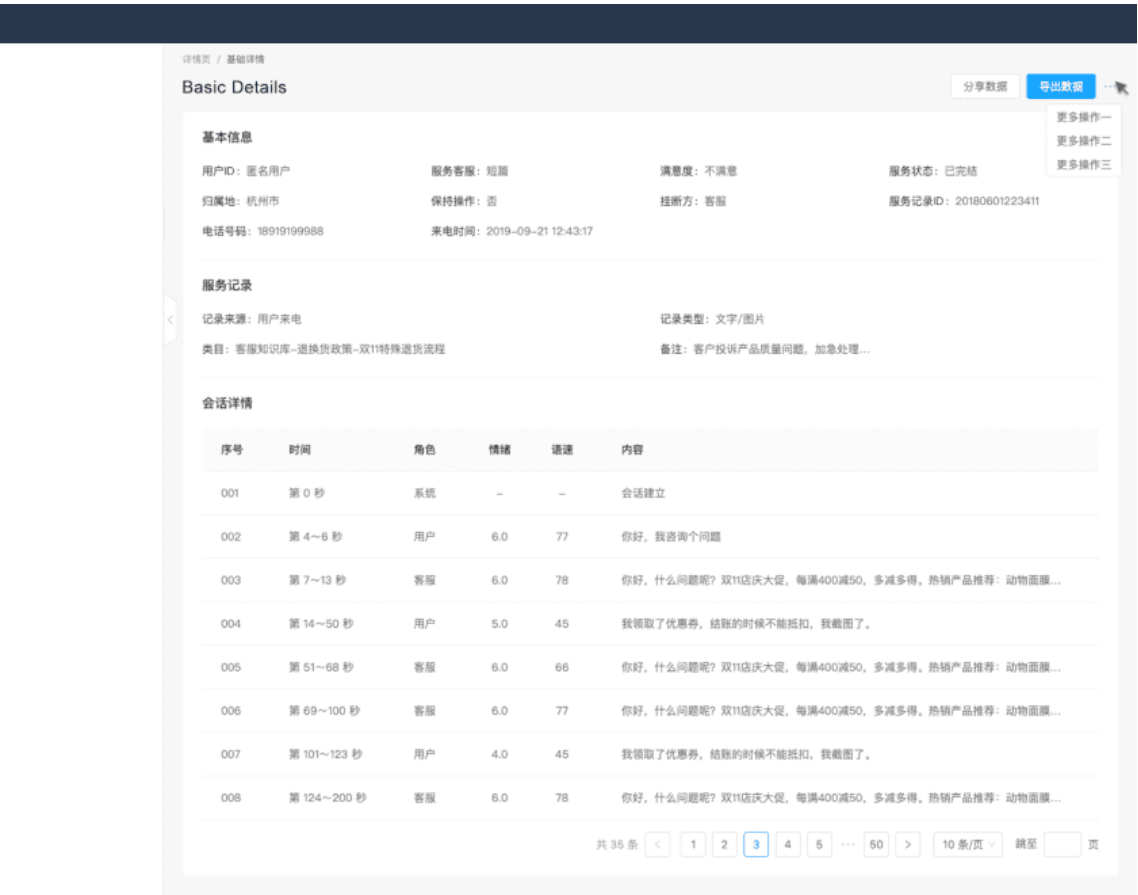 详情页 / 基础详情
Basic Details
分享数据 导出数据 ···
更多操作一
更多操作二
更多操作三
基本信息
用户ID：匿名用户 服务客服：短篇 满意度：不满意 服务状态：已完结
归属地：杭州市 保持操作：否 挂断方：客服 服务记录ID：20180601223411
电话号码：18919199988 来电时间：2019-09-21 12:43:17
服务记录
记录来源：用户来电 记录类型：文字/图片
类目：客服知识库-退换货政策-双11特殊退货流程 备注：客户投诉产品质量问题，加急处理...
会话详情
序号 时间 角色 情绪 语速 内容
001 第 0 秒 系统 - - 会话建立
002 第 4～6 秒 用户 6.0 77 你好，我咨询个问题
003 第 7～13 秒 客服 6.0 78 你好，什么问题呢？双11店庆大促，每满400减50，多减多得。热销产品推荐：动物面膜...
004 第 14～50 秒 用户 5.0 45 我领取了优惠券，结账的时候不能抵扣，我截图了。
005 第 51～68 秒 客服 6.0 66 你好，什么问题呢？双11店庆大促，每满400减50，多减多得。热销产品推荐：动物面膜...
006 第 69～100 秒 客服 6.0 77 你好，什么问题呢？双11店庆大促，每满400减50，多减多得。热销产品推荐：动物面膜...
007 第 101～123 秒 用户 4.0 45 我领取了优惠券，结账的时候不能抵扣，我截图了。
008 第 124～200 秒 客服 6.0 78 你好，什么问题呢？双11店庆大促，每满400减50，多减多得。热销产品推荐：动物面膜...
共 35 条 < 1 2 3 4 5 ··· 50 > 10 条/页 跳至 页